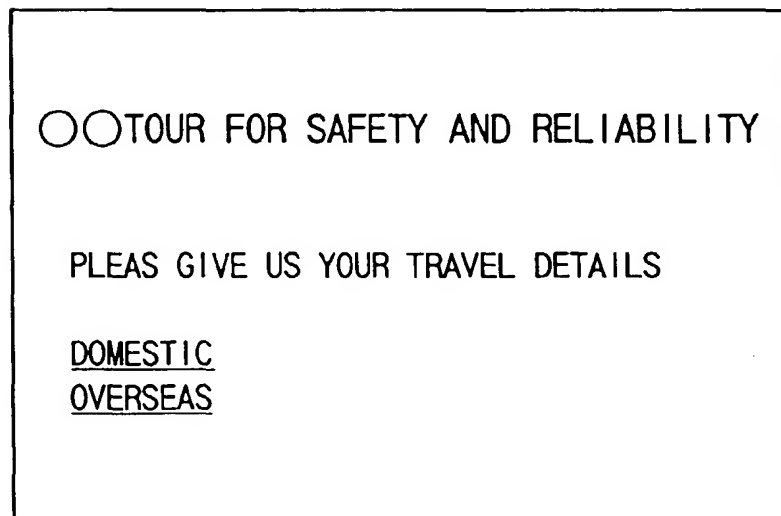 ○○TOUR FOR SAFETY AND RELIABILITY
PLEAS GIVE US YOUR TRAVEL DETAILS
DOMESTIC
OVERSEAS